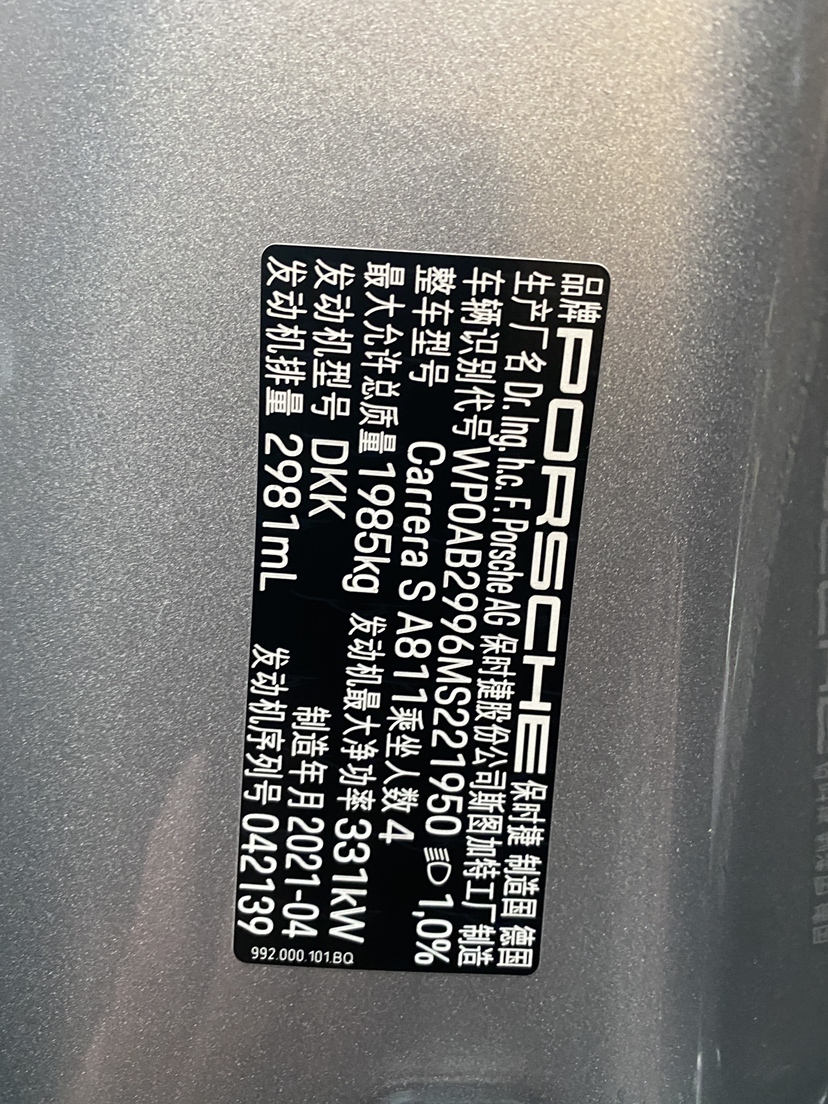 品牌 PORSCHE 保时捷 制造国 德国
生产厂名 Dr. Ing. h.c. F. Porsche AG 保时捷股份公司斯图加特工厂制造
车辆识别代号 WP0AB2996MS221950 1,0%
整车型号 Carrera S A811 乘坐人数 4
最大允许总质量 1985kg 发动机最大净功率 331kW
发动机型号 DKK 制造年月 2021-04
发动机排量 2981mL 发动机序列号 042139
992.000.101.BQ